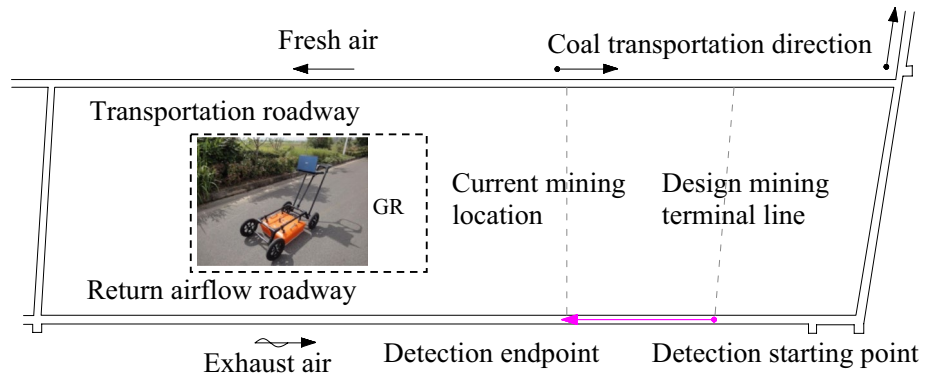 Fresh air
Coal transportation direction
Transportation roadway
GR
Current mining
location
Design mining
terminal line
Return airflow roadway
Exhaust air
Detection endpoint
Detection starting point